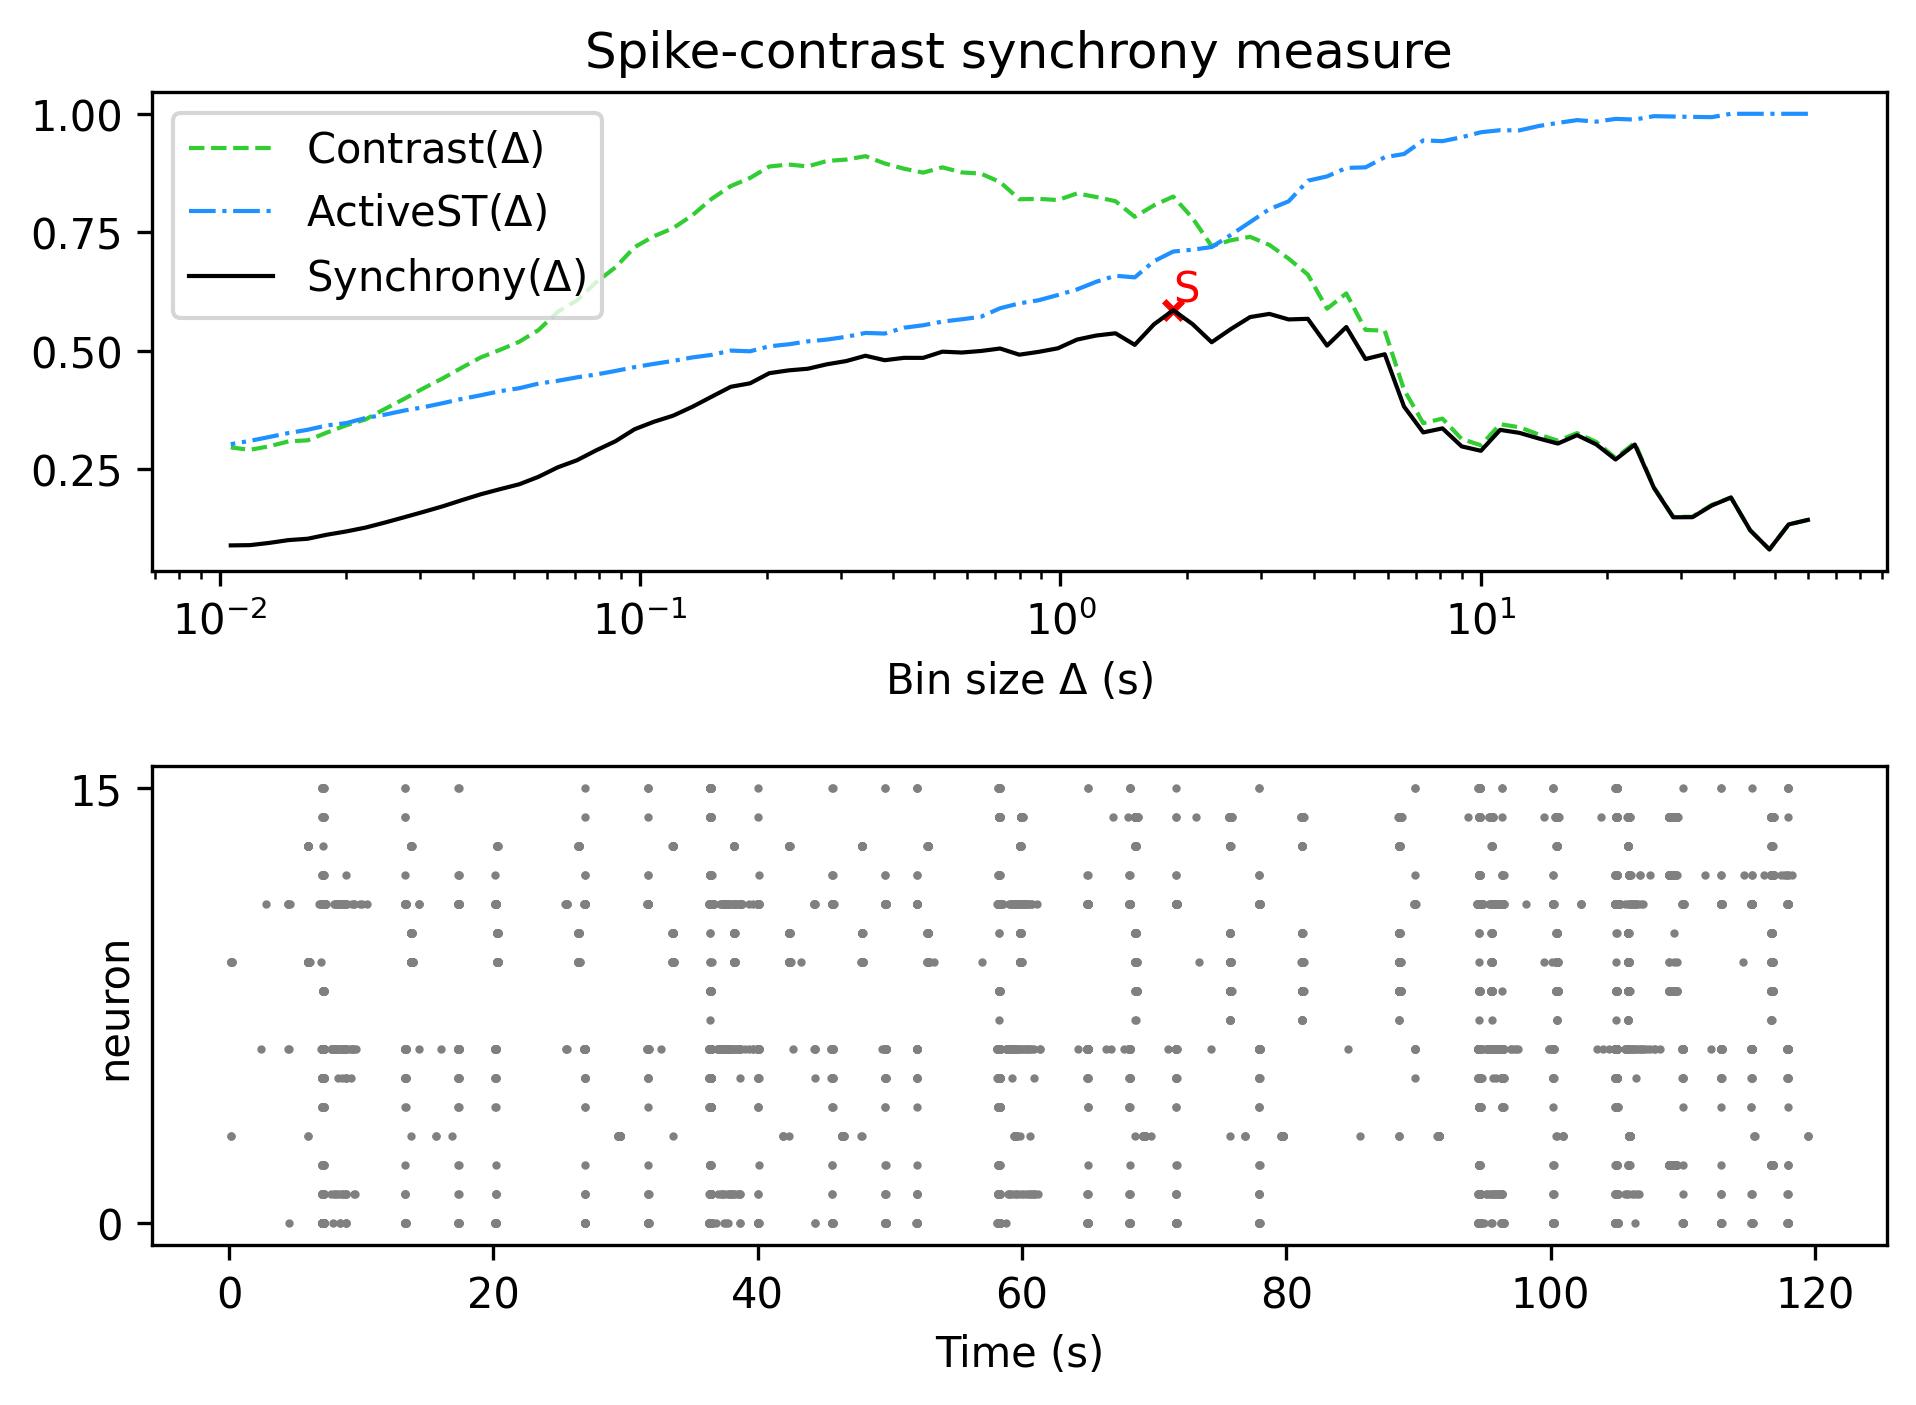 Spike-contrast synchrony measure
1.00
0.75
0.50
0.25
Contrast(Δ)
ActiveST(Δ)
Synchrony(Δ)
S
10⁻² 10⁻¹ 10⁰ 10¹
Bin size Δ (s)
15
0
neuron
0 20 40 60 80 100 120
Time (s)